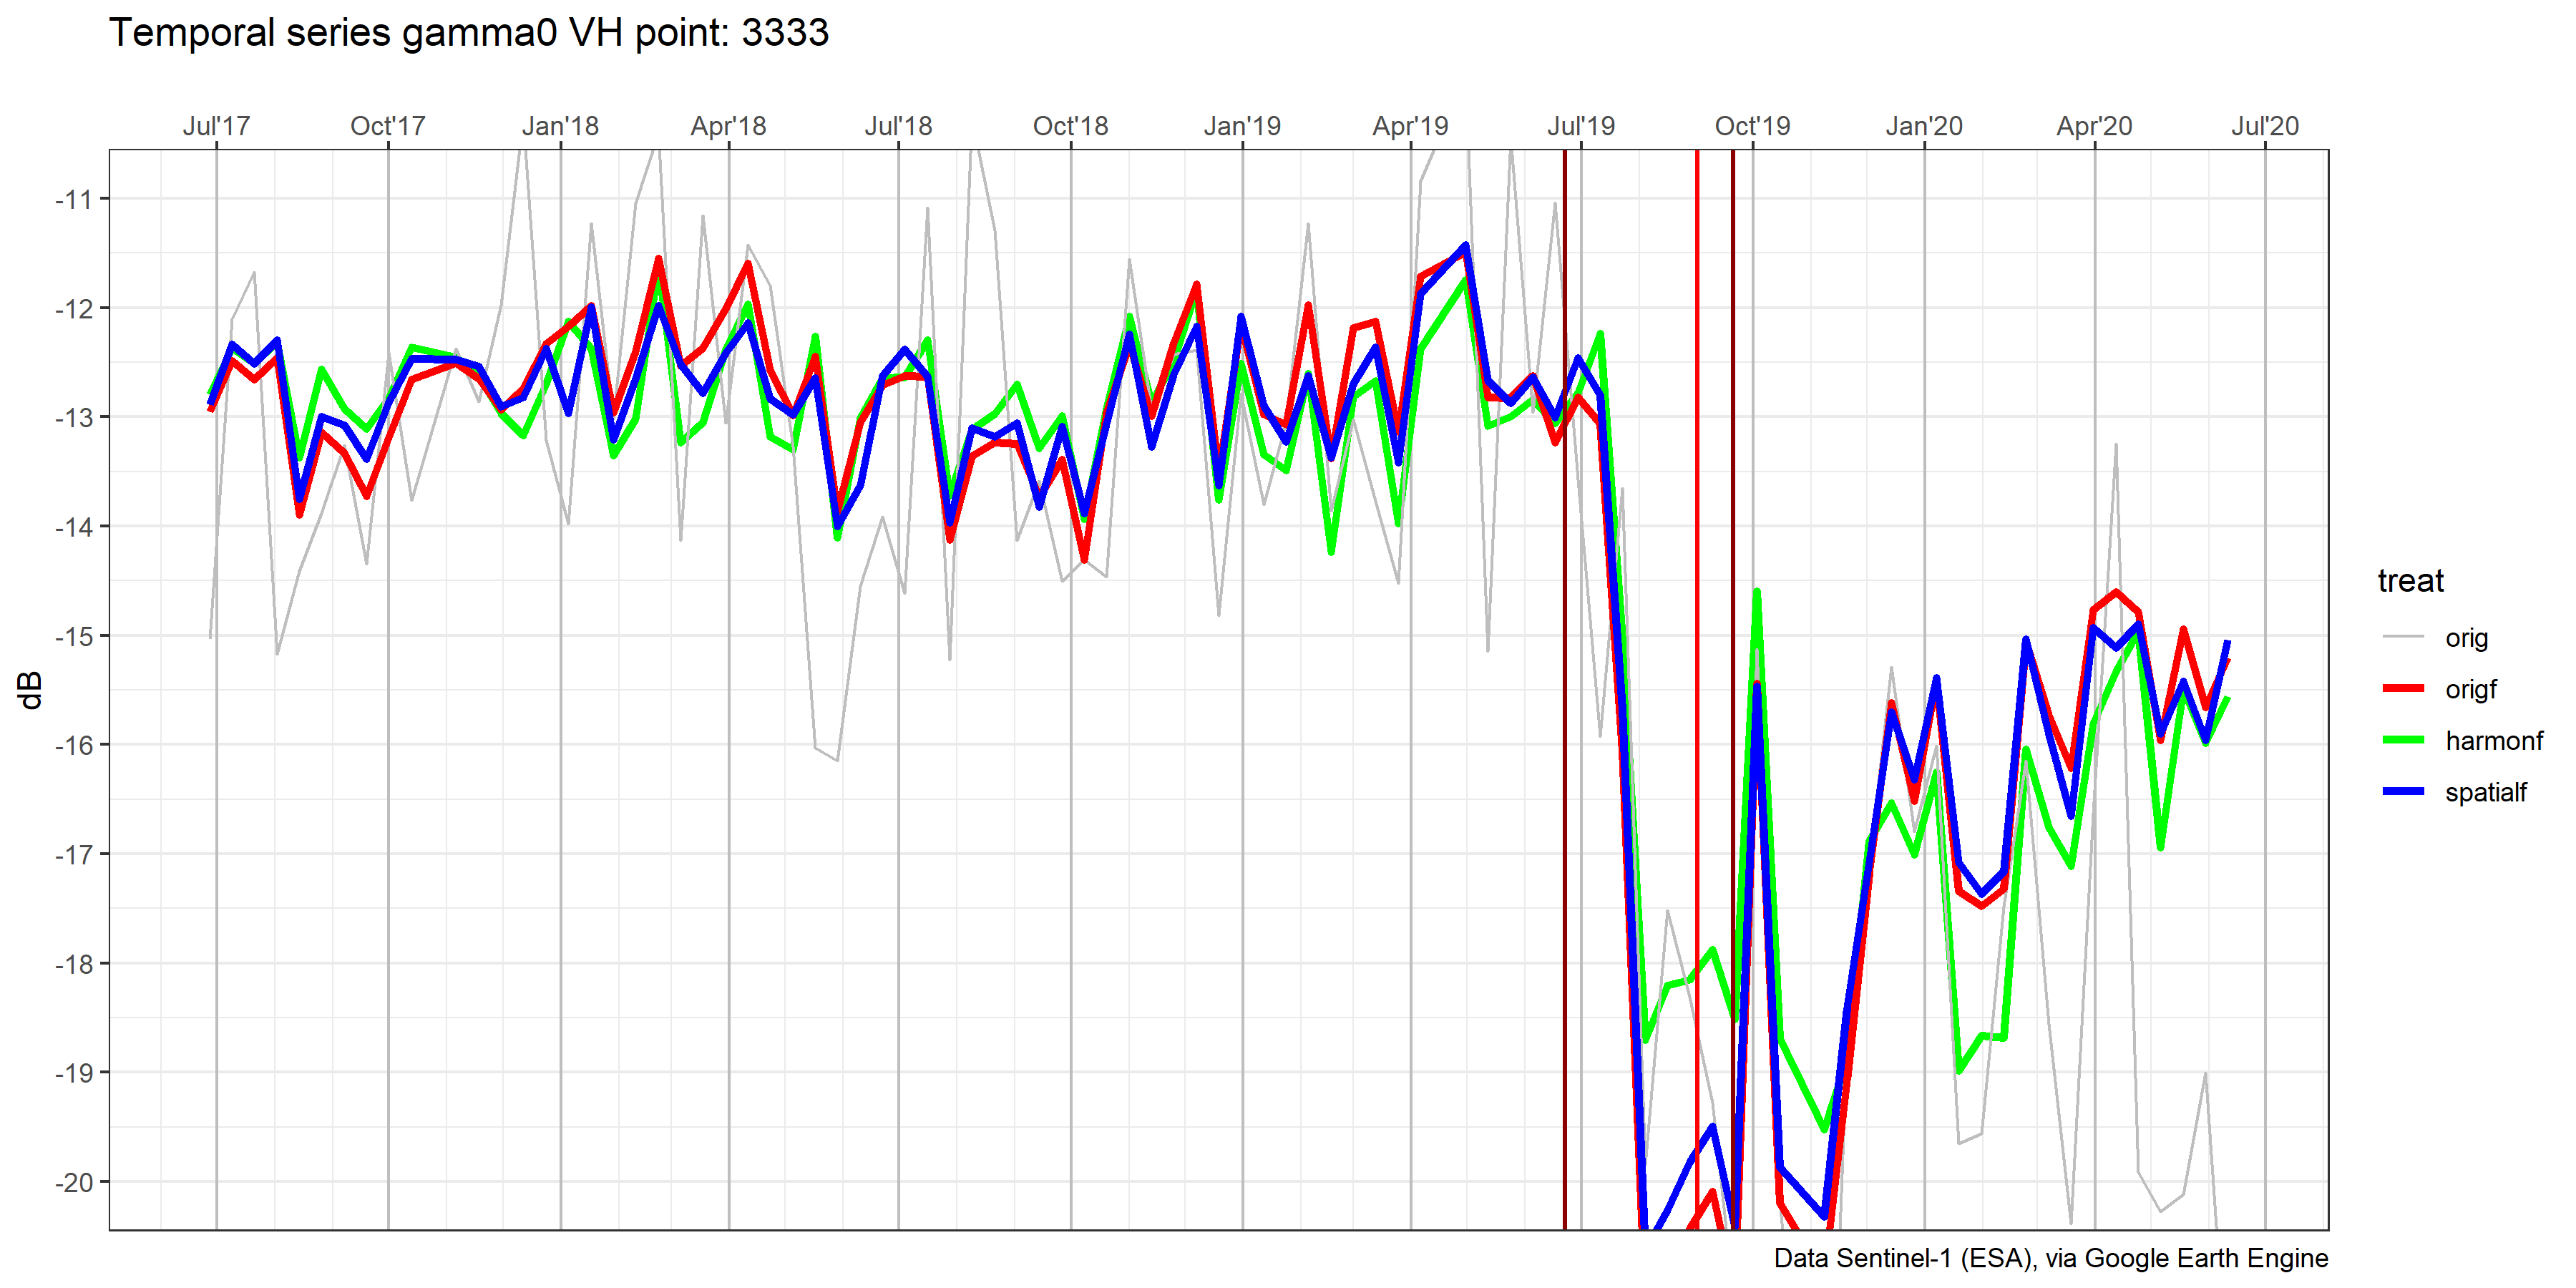 Temporal series gamma0 VH point: 3333
Jul'17 Oct'17 Jan'18 Apr'18 Jul'18 Oct'18 Jan'19 Apr'19 Jul'19 Oct'19 Jan'20 Apr'20 Jul'20
-11
-12
-13
-14
-15
-16
-17
-18
-19
-20
dB
treat
orig
origf
harmonf
spatialf
Data Sentinel-1 (ESA), via Google Earth Engine